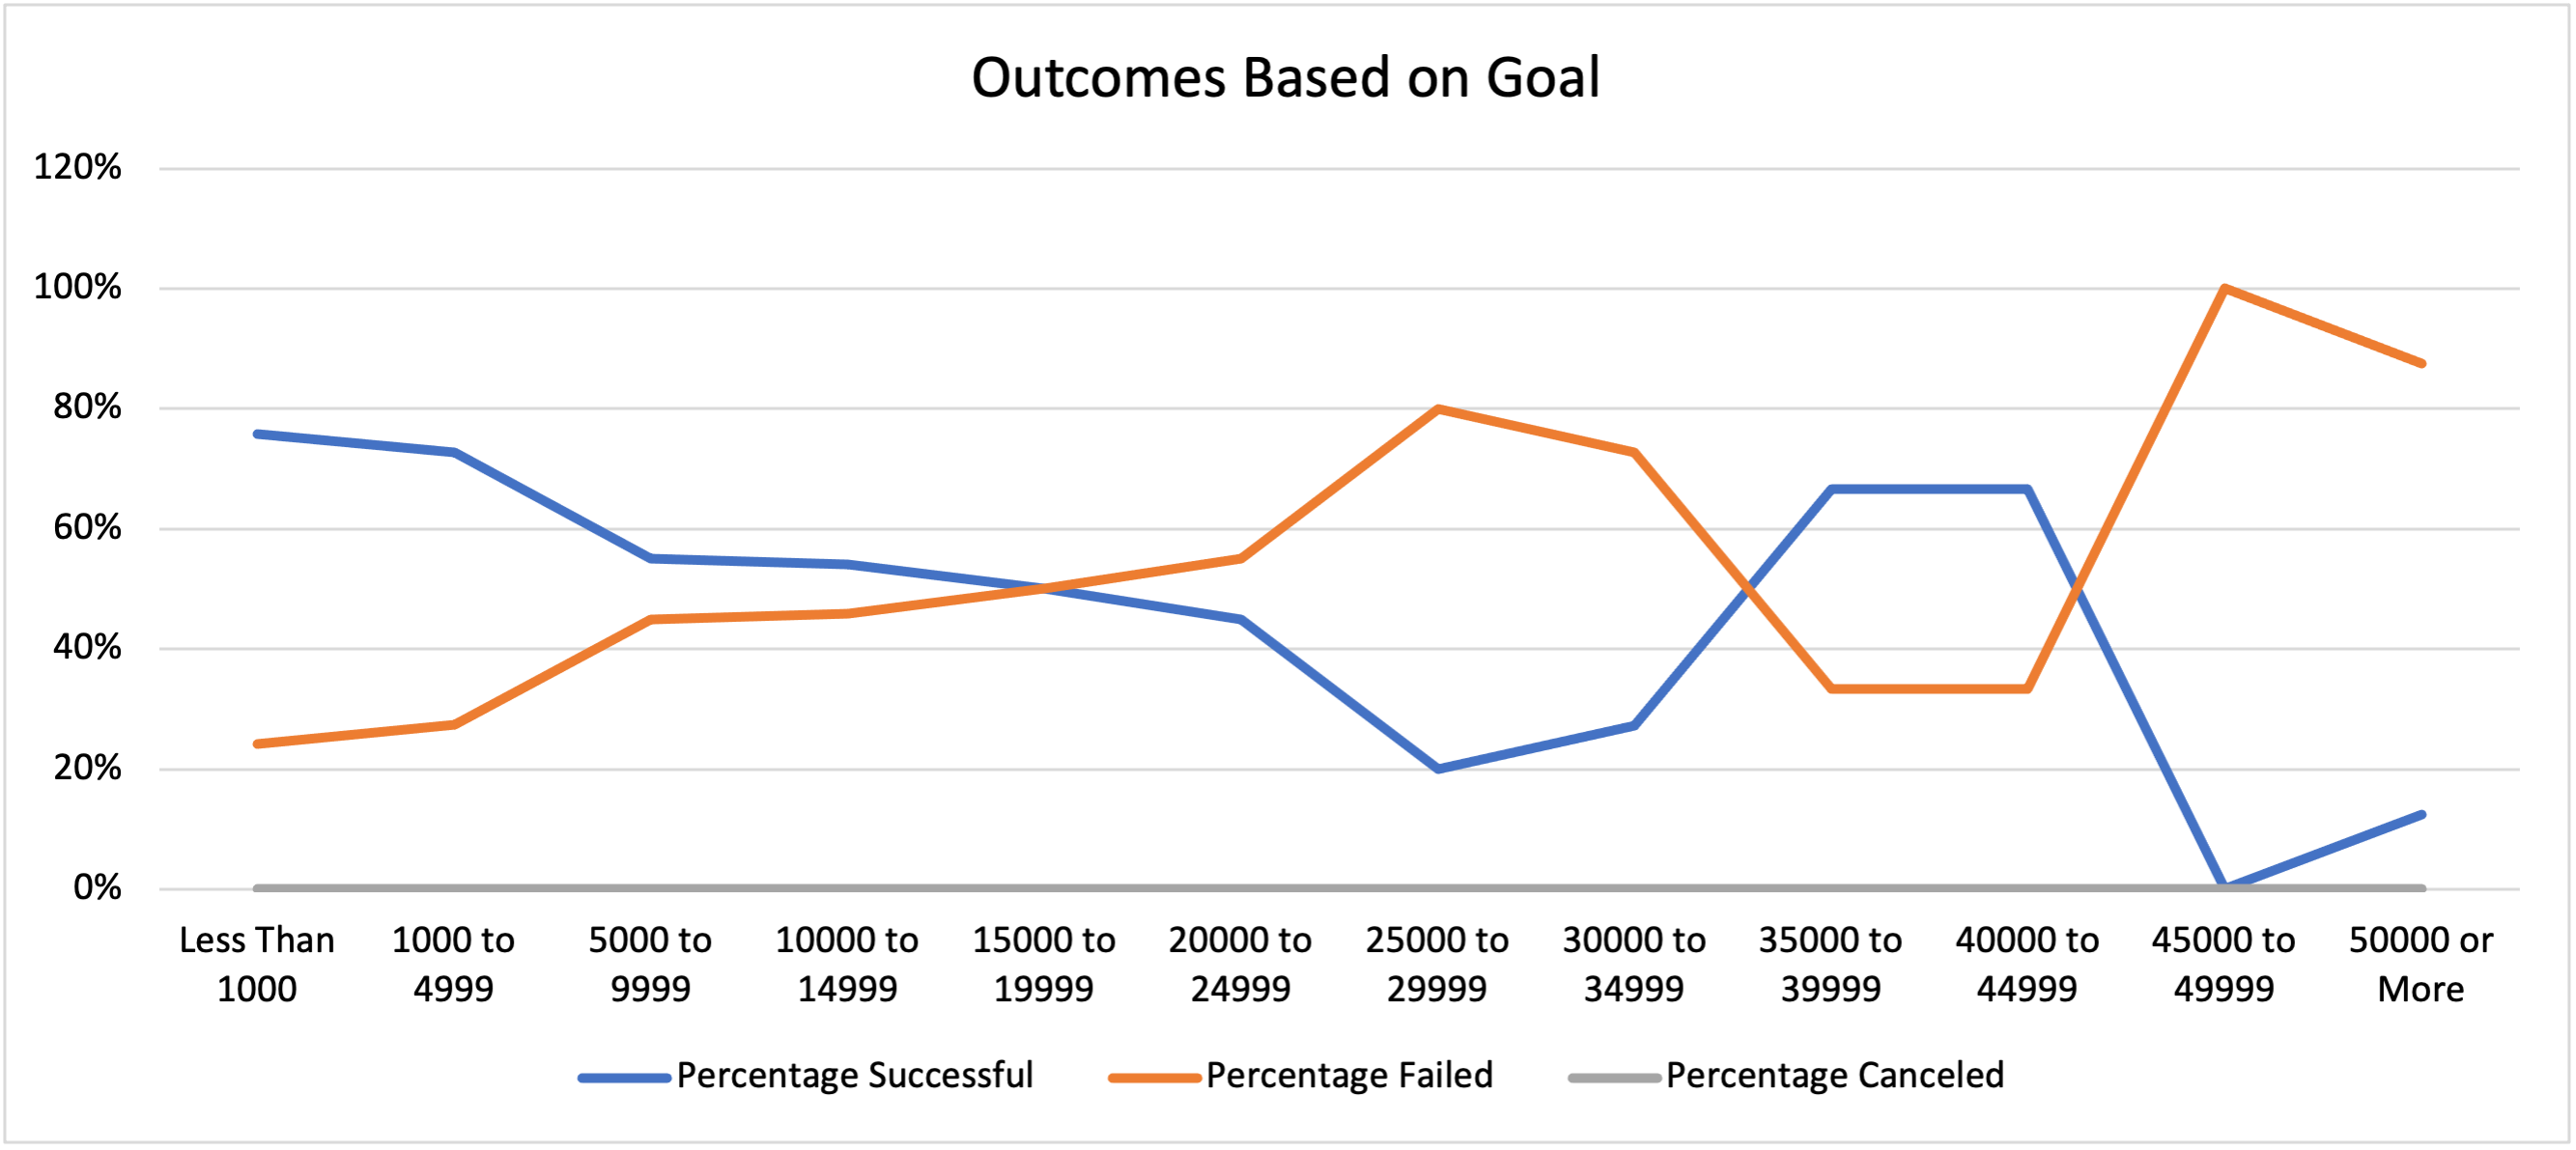 Outcomes Based on Goal
120%
100%
80%
60%
40%
20%
0%
Less Than 1000
1000 to 4999
5000 to 9999
10000 to 14999
15000 to 19999
20000 to 24999
25000 to 29999
30000 to 34999
35000 to 39999
40000 to 44999
45000 to 49999
50000 or More
Percentage Successful
Percentage Failed
Percentage Canceled